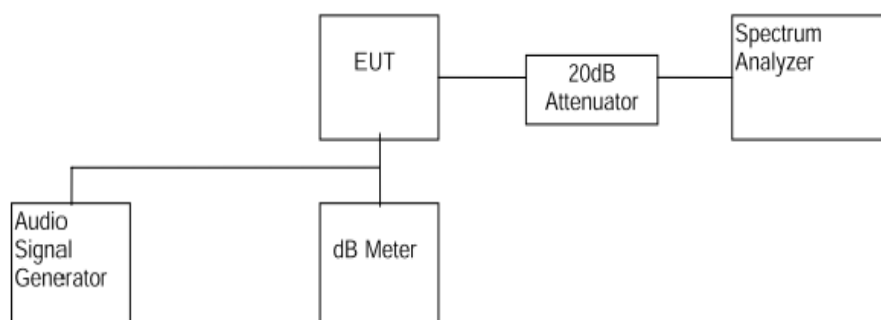 EUT
20dB
Attenuator
Spectrum
Analyzer
Audio
Signal
Generator
dB Meter